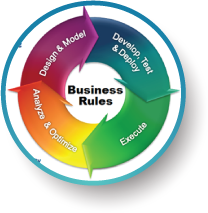 Design & Model
Develop, Test
& Deploy
Execute
Analyze & Optimize
Business
Rules